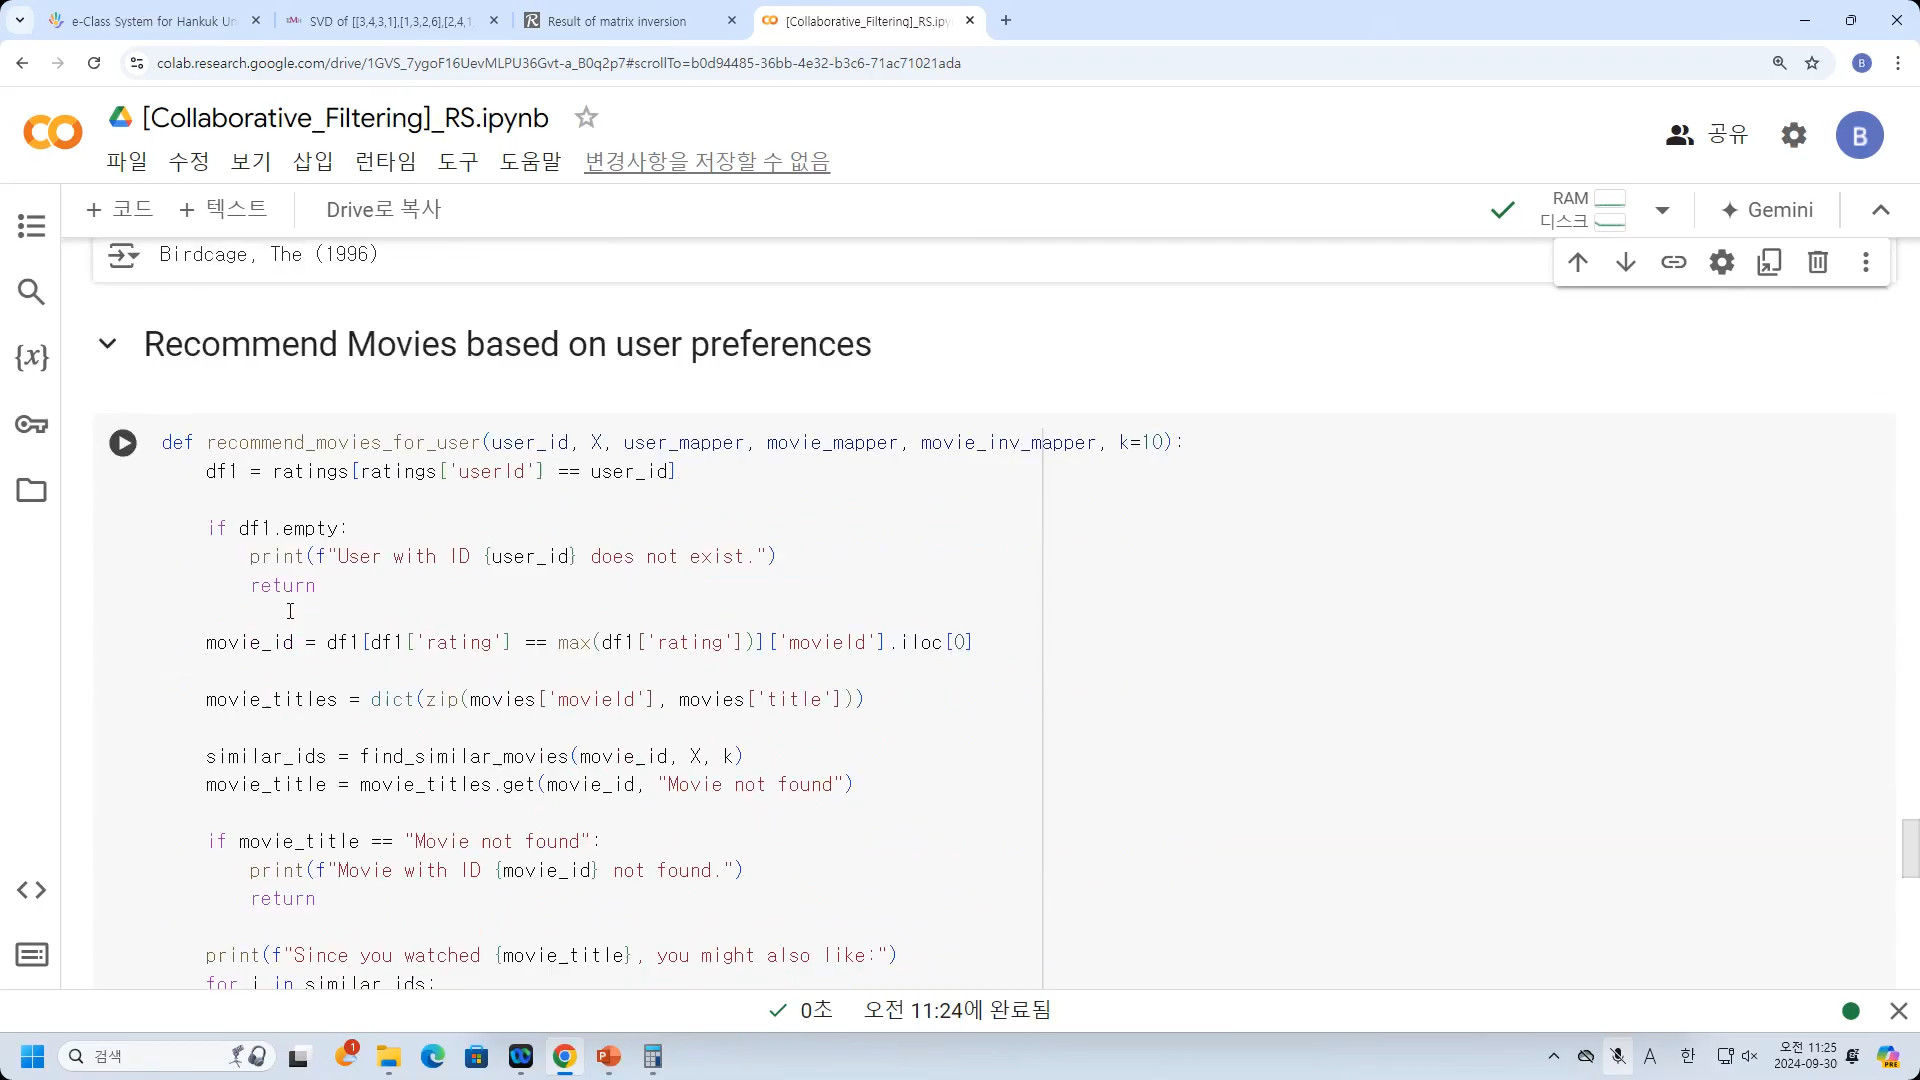 e-Class System for Hankuk Un
SVD of [[3,4,3,1],[1,3,2,6],[2,4,1
Result of matrix inversion
[Collaborative_Filtering]_RS.ipyn
colab.research.google.com/drive/1GVS_7ygoF16UevMLPU36Gvt-a_B0q2p7#scrollTo=b0d94485-36bb-4e32-b3c6-71ac71021ada
B
[Collaborative_Filtering]_RS.ipynb
공유
B
파일 수정 보기 삽입 런타임 도구 도움말 변경사항을 저장할 수 없음
+ 코드 + 텍스트 Drive로 복사
RAM
디스크
Gemini
Birdcage, The (1996)
Recommend Movies based on user preferences
def recommend_movies_for_user(user_id, X, user_mapper, movie_mapper, movie_inv_mapper, k=10):
df1 = ratings[ratings['userId'] == user_id]
if df1.empty:
print(f"User with ID {user_id} does not exist.")
return
movie_id = df1[df1['rating'] == max(df1['rating'])]['movieId'].iloc[0]
movie_titles = dict(zip(movies['movieId'], movies['title']))
similar_ids = find_similar_movies(movie_id, X, k)
movie_title = movie_titles.get(movie_id, "Movie not found")
if movie_title == "Movie not found":
print(f"Movie with ID {movie_id} not found.")
return
print(f"Since you watched {movie_title}, you might also like:")
for i in similar_ids:
0초 오전 11:24에 완료됨
검색
1
A 한
오전 11:25
2024-09-30
PRE